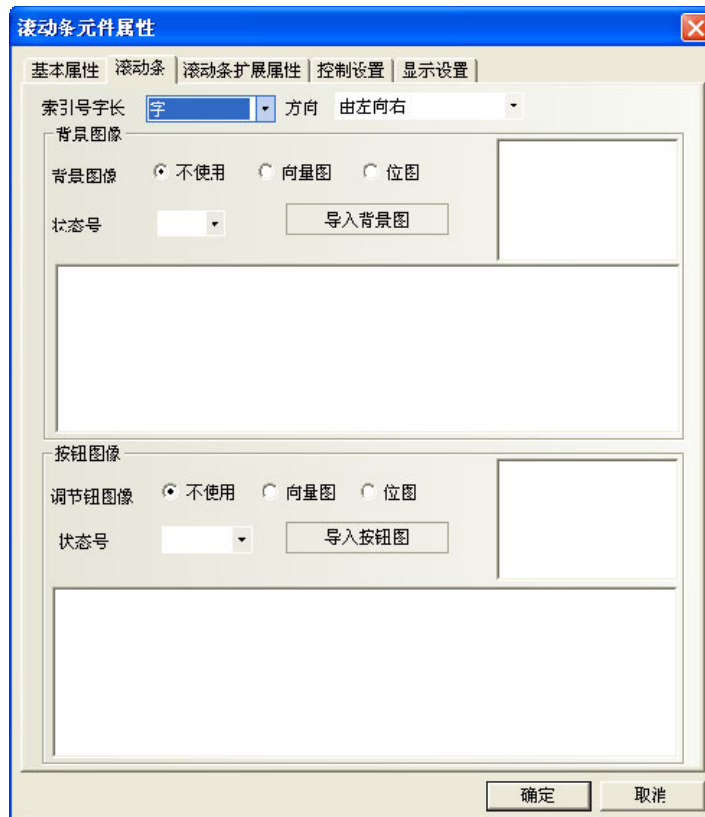 滚动条元件属性
基本属性 滚动条 滚动条扩展属性 控制设置 显示设置
索引号字长 字 方向 由左向右
背景图像
背景图像 不使用 向量图 位图
状态号 导入背景图
按钮图像
调节钮图像 不使用 向量图 位图
状态号 导入按钮图
确定 取消